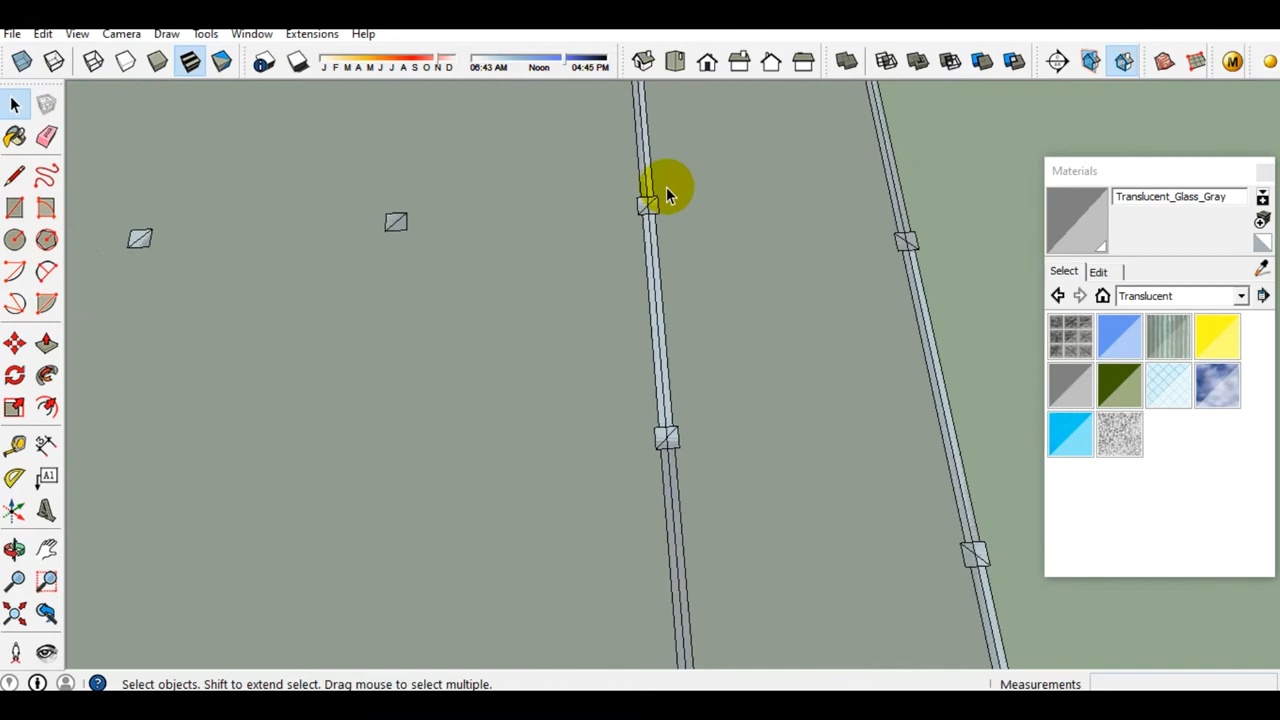 File Edit View Camera Draw Tools Window Extensions Help
J F M A M J J A S O N D
06:43 AM Noon 04:45 PM
M
Materials
Translucent_Glass_Gray
Select Edit
Translucent
A1
Select objects. Shift to extend select. Drag mouse to select multiple.
Measurements